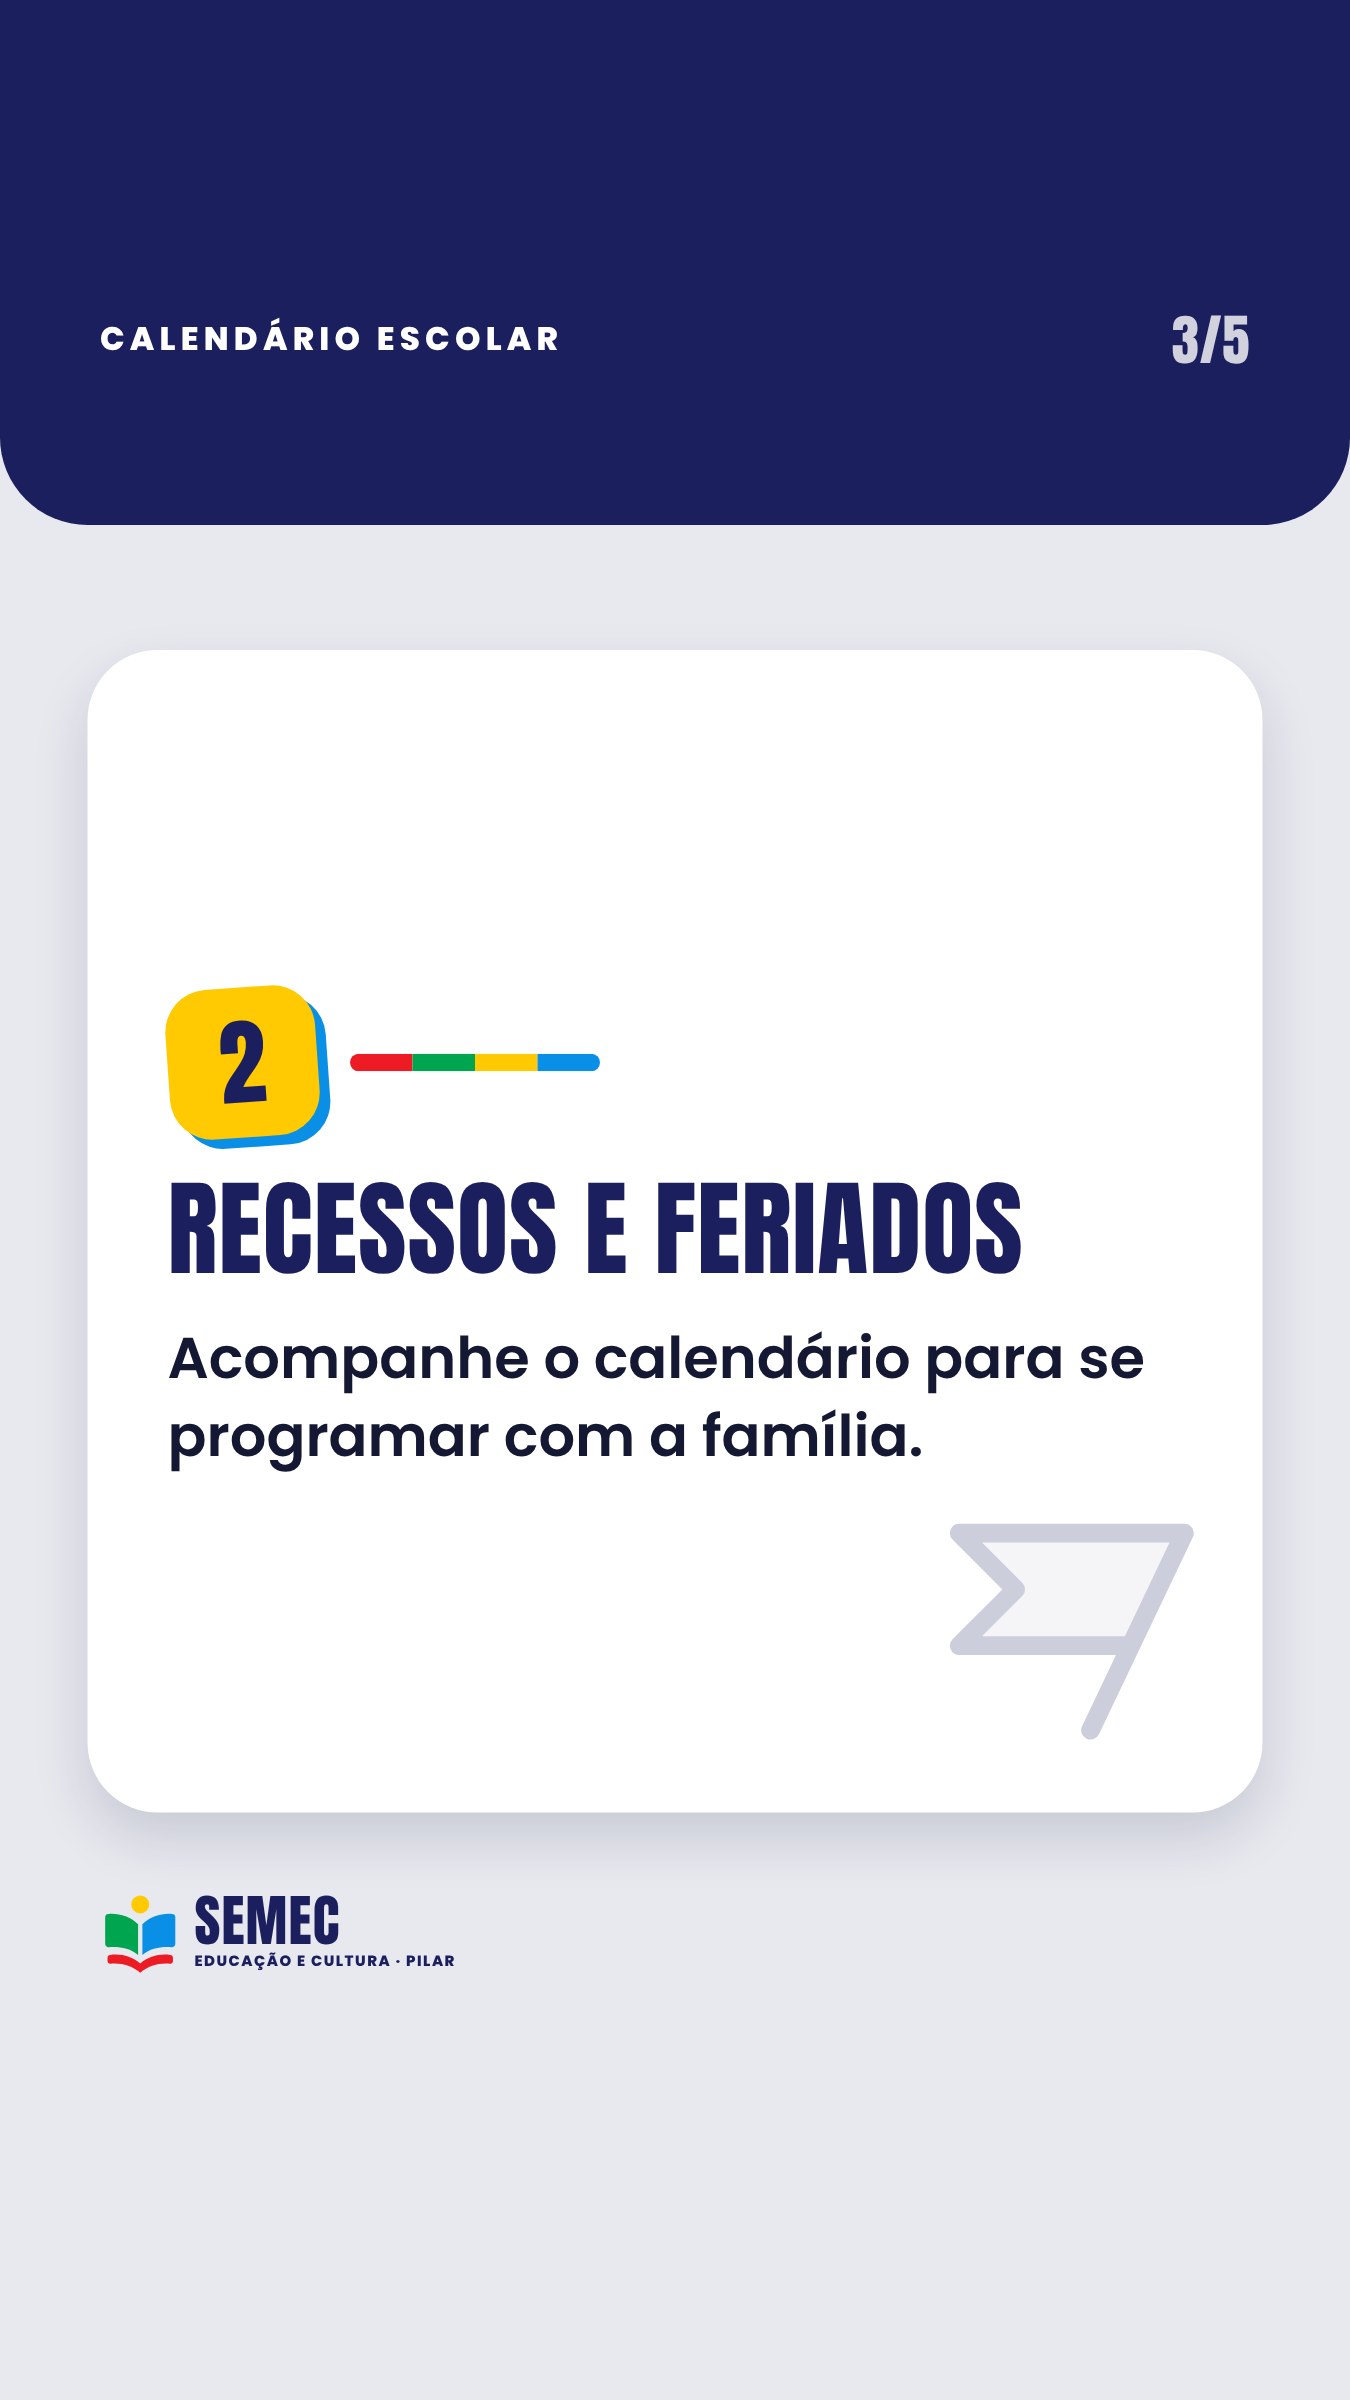 CALENDÁRIO ESCOLAR
3/5
2
RECESSOS E FERIADOS
Acompanhe o calendário para se
programar com a família.
SEMEC
EDUCAÇÃO E CULTURA · PILAR